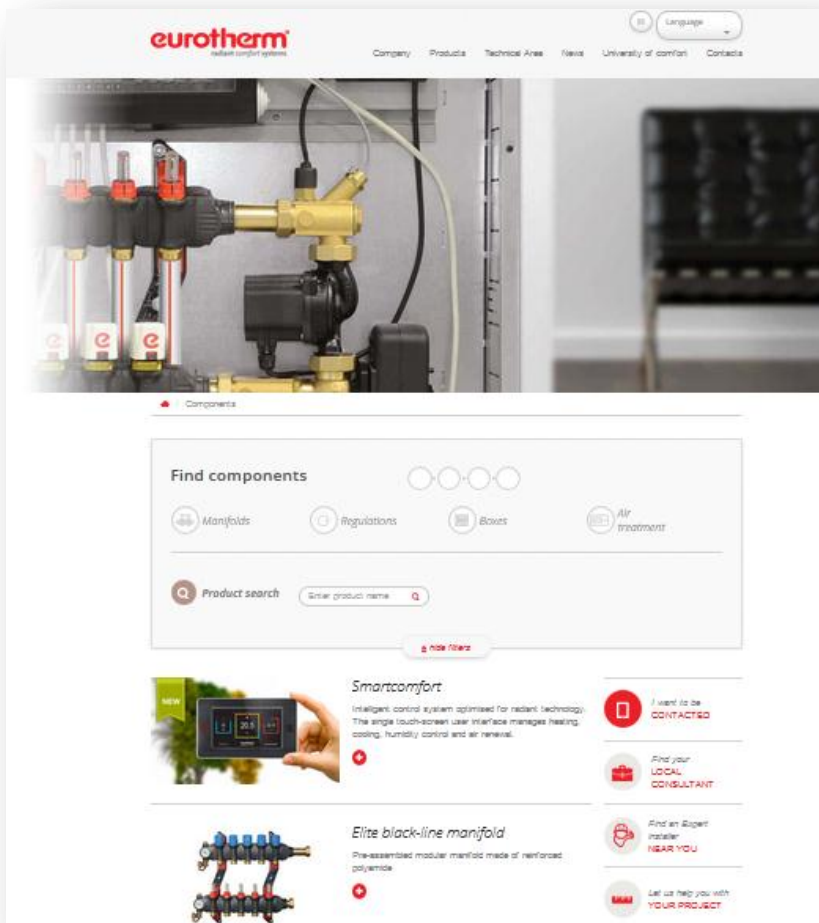 eurotherm
radiant comfort systems
Language
Company Products Technical Area News University of comfort Contacts
Components
Find components
Manifolds Regulations Boxes Air
treatment
Product search Enter product name
hide filters
NEW
20.5
Smartcomfort
Intelligent control system optimised for radiant technology.
The single touch-screen user interface manages heating,
cooling, humidity control and air renewal.
Elite black-line manifold
Pre-assembled modular manifold made of reinforced
polyamide
I want to be
CONTACTED
Find your
LOCAL
CONSULTANT
Find an Expert
Installer
NEAR YOU
Let us help you with
YOUR PROJECT